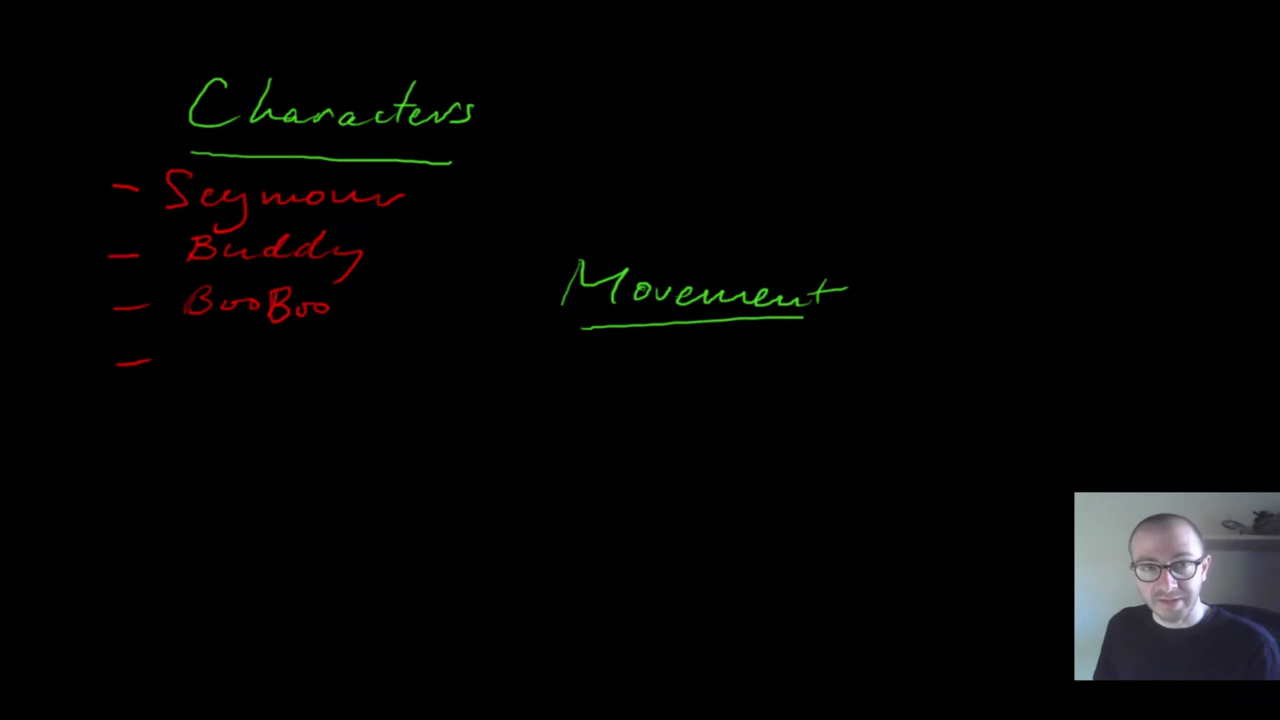 Characters
- Seymour
- Buddy
- BooBoo
-
Movement